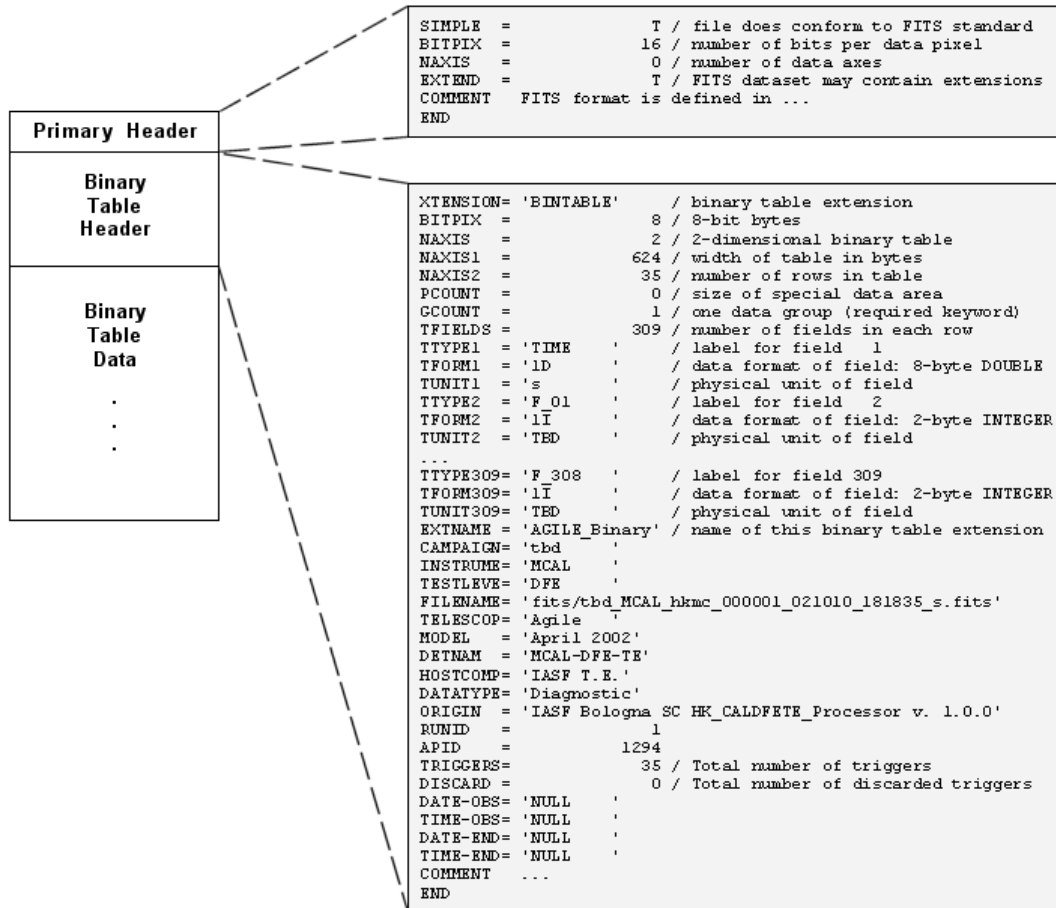 Primary Header
Binary
Table
Header
Binary
Table
Data
.
.
.
SIMPLE  =                    T / file does conform to FITS standard
BITPIX  =                   16 / number of bits per data pixel
NAXIS   =                    0 / number of data axes
EXTEND  =                    T / FITS dataset may contain extensions
COMMENT   FITS format is defined in ...
END
XTENSION= 'BINTABLE'           / binary table extension
BITPIX  =                    8 / 8-bit bytes
NAXIS   =                    2 / 2-dimensional binary table
NAXIS1  =                  624 / width of table in bytes
NAXIS2  =                   35 / number of rows in table
PCOUNT  =                    0 / size of special data area
GCOUNT  =                    1 / one data group (required keyword)
TFIELDS =                  309 / number of fields in each row
TTYPE1  = 'TIME    '           / label for field   1
TFORM1  = '1D      '           / data format of field: 8-byte DOUBLE
TUNIT1  = 's       '           / physical unit of field
TTYPE2  = 'F_01    '           / label for field   2
TFORM2  = '1I      '           / data format of field: 2-byte INTEGER
TUNIT2  = 'TBD     '           / physical unit of field
...
TTYPE309= 'F_308   '           / label for field 309
TFORM309= '1I      '           / data format of field: 2-byte INTEGER
TUNIT309= 'TBD     '           / physical unit of field
EXTNAME = 'AGILE_Binary' / name of this binary table extension
CAMPAIGN= 'tbd     '
INSTRUME= 'MCAL    '
TESTLEVE= 'DFE     '
FILENAME= 'fits/tbd_MCAL_hkmc_000001_021010_181835_s.fits'
TELESCOP= 'Agile   '
MODEL   = 'April 2002'
DETNAM  = 'MCAL-DFE-TE'
HOSTCOMP= 'IASF T.E.'
DATATYPE= 'Diagnostic'
ORIGIN  = 'IASF Bologna SC HK_CALDFETE_Processor v. 1.0.0'
RUNID   =                    1
APID    =                 1294
TRIGGERS=                   35 / Total number of triggers
DISCARD =                    0 / Total number of discarded triggers
DATE-OBS= 'NULL    '
TIME-OBS= 'NULL    '
DATE-END= 'NULL    '
TIME-END= 'NULL    '
COMMENT   ...
END